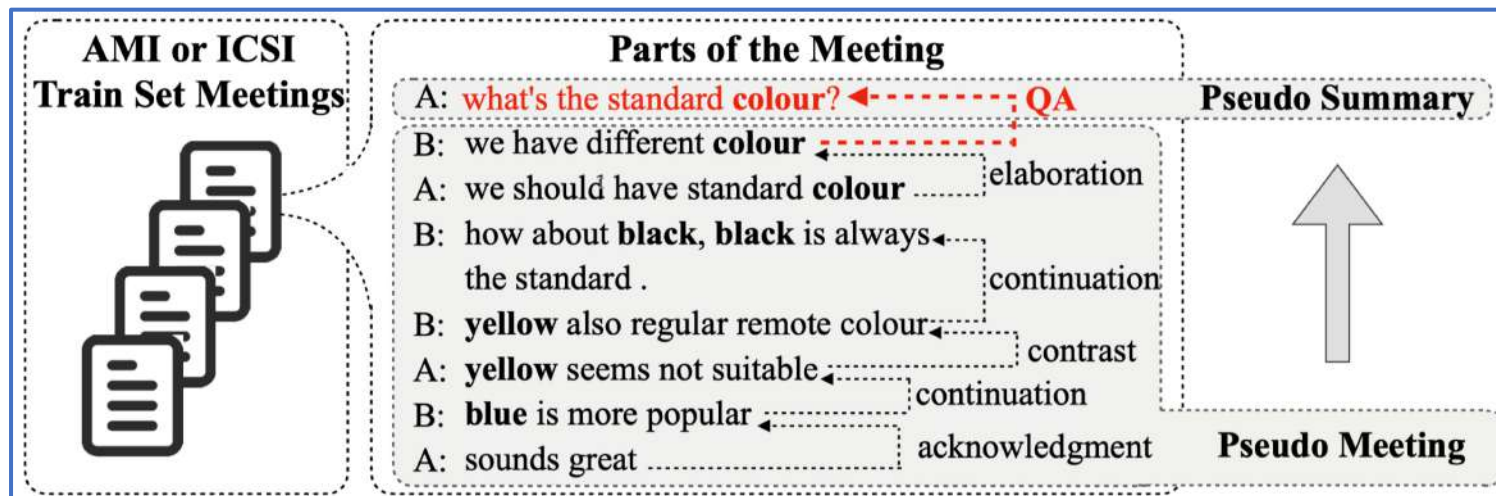 AMI or ICSI
Train Set Meetings
Parts of the Meeting
A: what's the standard colour? QA Pseudo Summary
B: we have different colour
elaboration
A: we should have standard colour
B: how about black, black is always
the standard .
continuation
B: yellow also regular remote colour
contrast
A: yellow seems not suitable
continuation
B: blue is more popular
acknowledgment Pseudo Meeting
A: sounds great